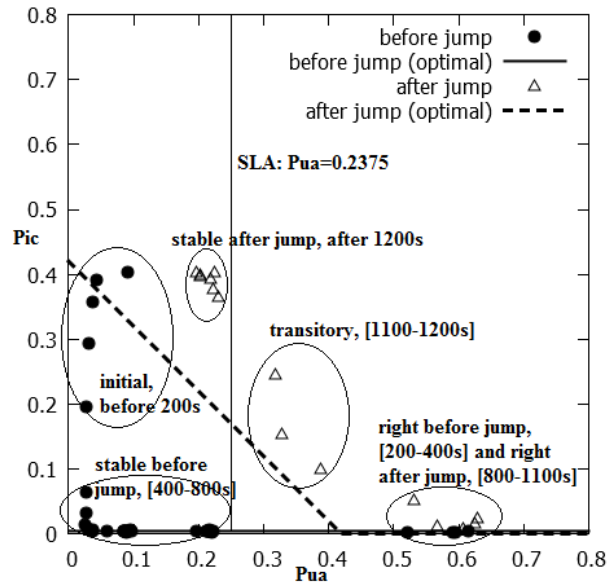 0.8
0.7
0.6
0.5
0.4
0.3
0.2
0.1
0
before jump
before jump (optimal)
after jump
after jump (optimal)
SLA: Pua=0.2375
Pic
stable after jump, after 1200s
transitory, [1100-1200s]
initial,
before 200s
right before jump,
[200-400s] and right
after jump, [800-1100s]
stable before
jump, [400-800s]
0 0.1 0.2 0.3 0.4 0.5 0.6 0.7 0.8
Pua